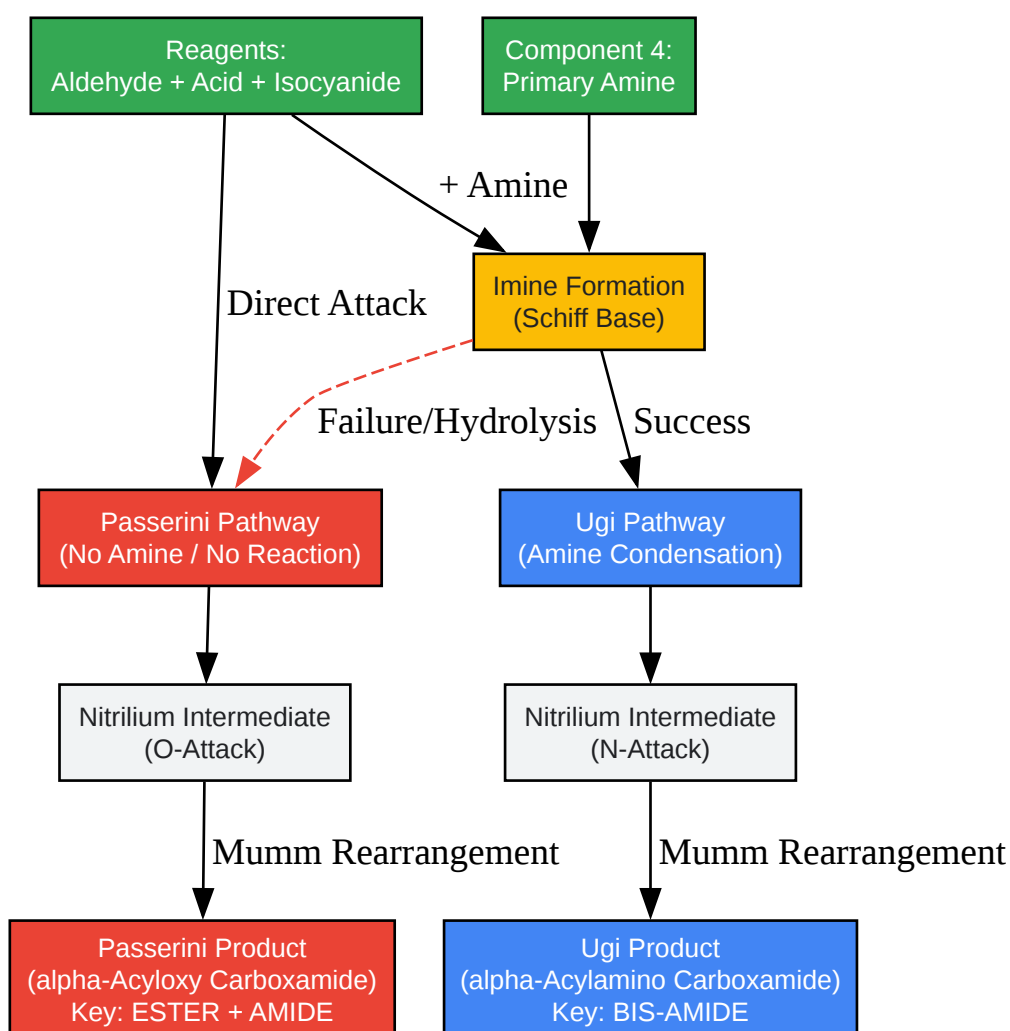 Reagents:
Aldehyde + Acid + Isocyanide
Component 4:
Primary Amine
+ Amine
Imine Formation
(Schiff Base)
Direct Attack
Failure/Hydrolysis
Success
Passerini Pathway
(No Amine / No Reaction)
Ugi Pathway
(Amine Condensation)
Nitrilium Intermediate
(O-Attack)
Nitrilium Intermediate
(N-Attack)
Mumm Rearrangement
Mumm Rearrangement
Passerini Product
(alpha-Acyloxy Carboxamide)
Key: ESTER + AMIDE
Ugi Product
(alpha-Acylamino Carboxamide)
Key: BIS-AMIDE